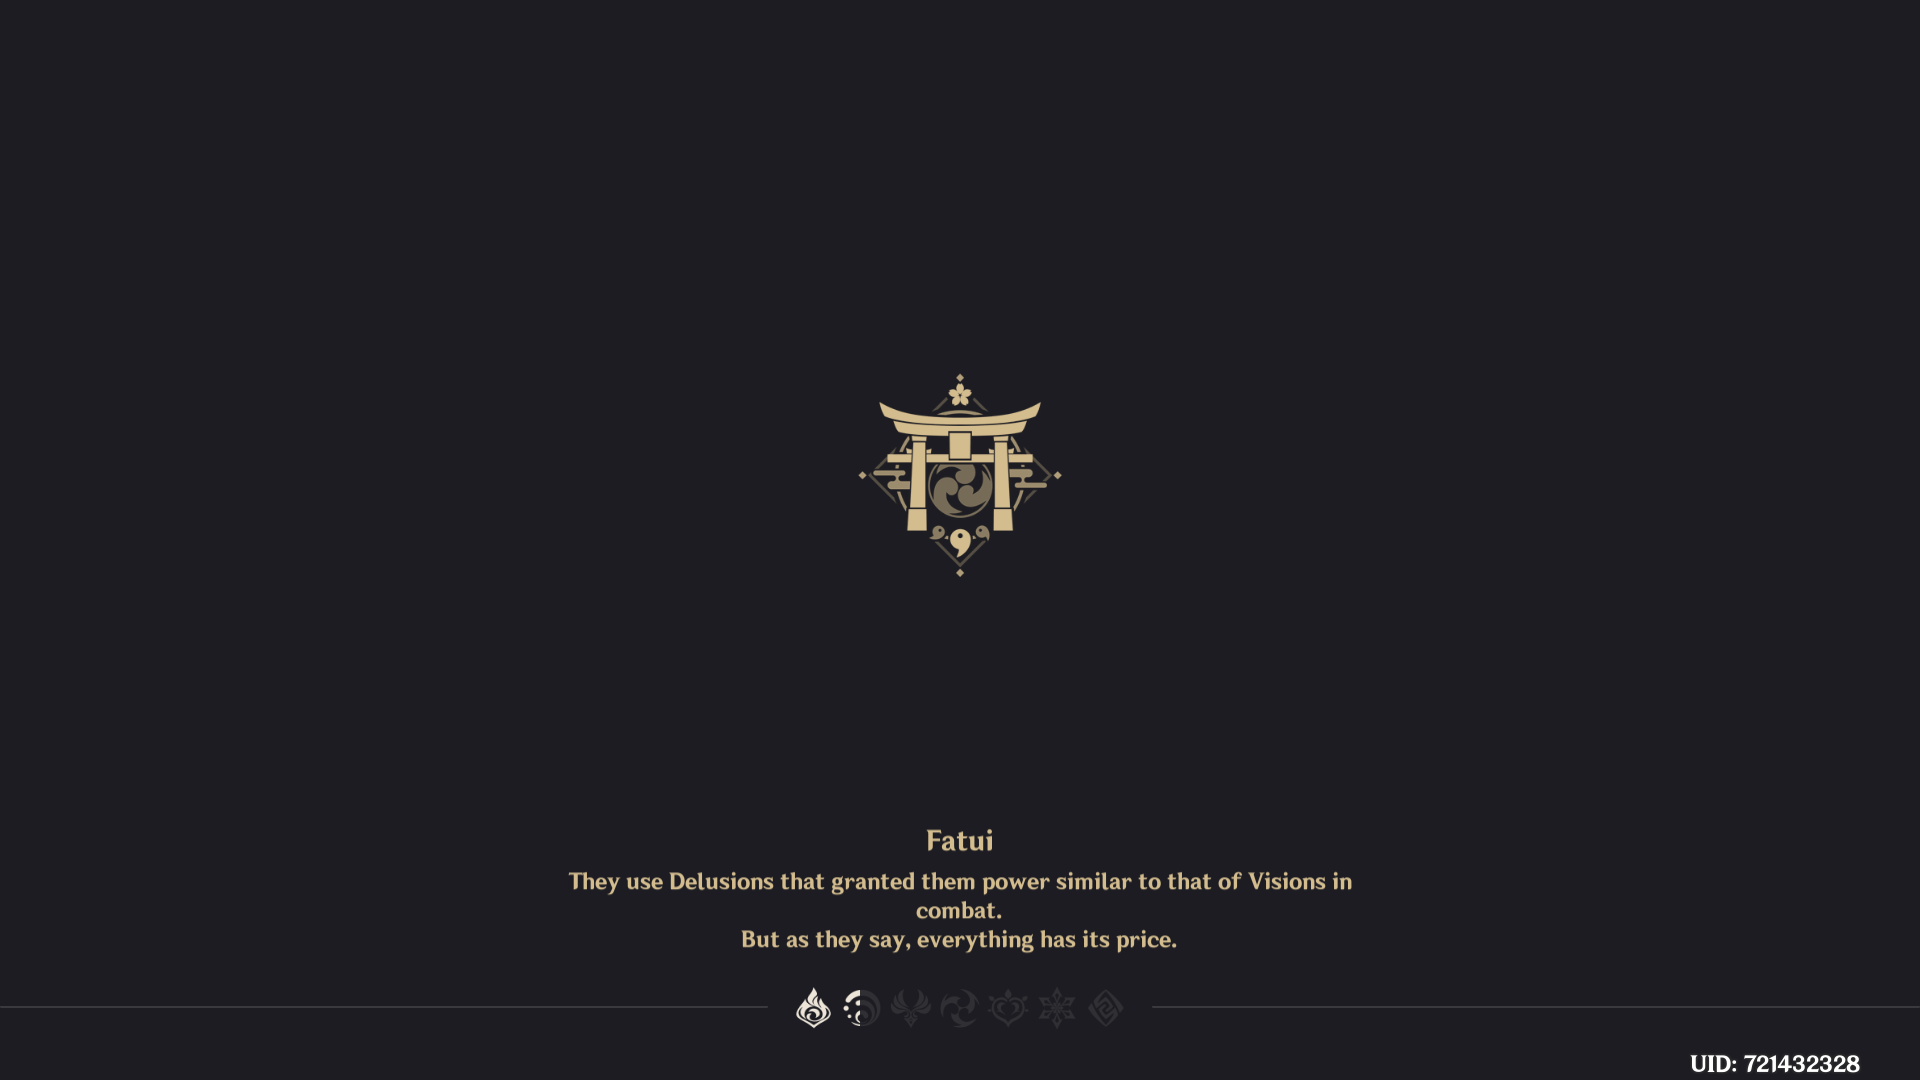 Fatui
They use Delusions that granted them power similar to that of Visions in
combat.
But as they say, everything has its price.
UID: 721432328